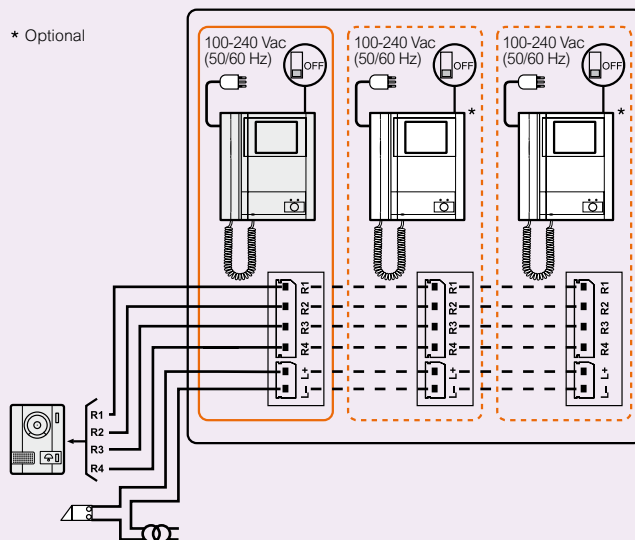 * Optional
100-240 Vac
(50/60 Hz)
OFF
100-240 Vac
(50/60 Hz)
OFF
*
100-240 Vac
(50/60 Hz)
OFF
*
R1
R2
R3
R4
L+
L-
R1
R2
R3
R4
L+
L-
R1
R2
R3
R4
L+
L-
R1
R2
R3
R4